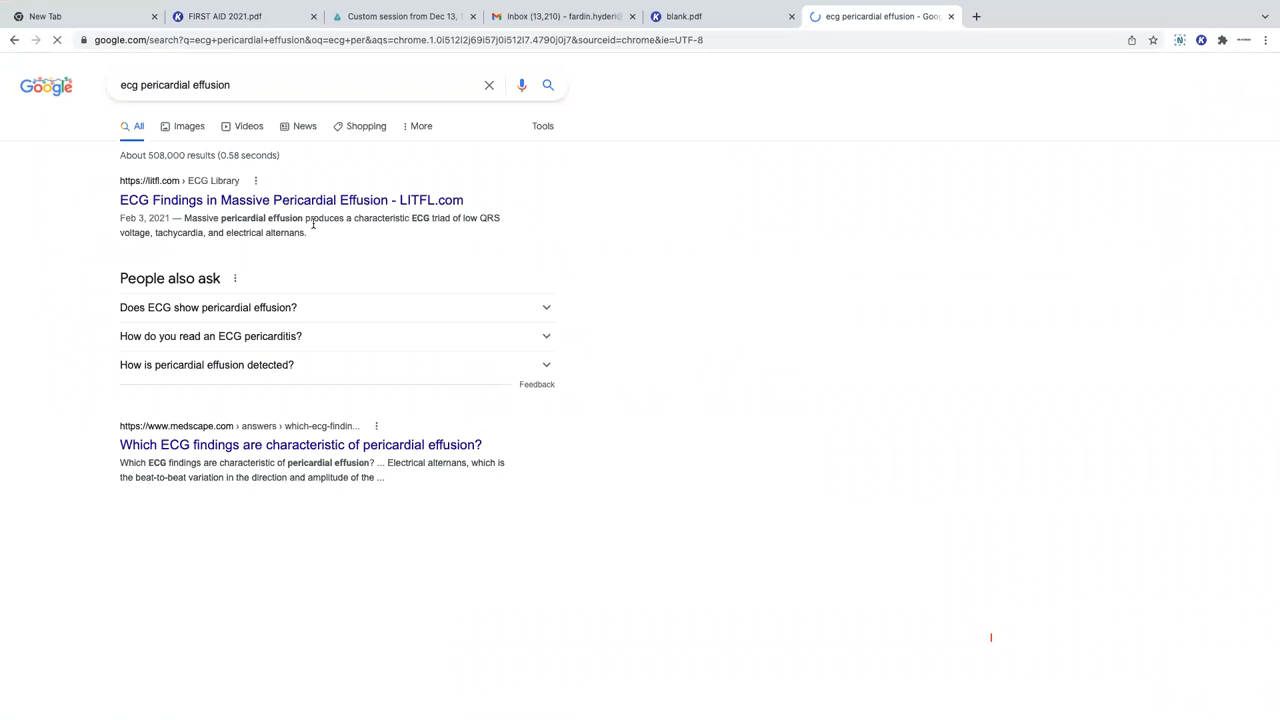 New Tab
FIRST AID 2021.pdf
Custom session from Dec 13,
Inbox (13,210) - fardin.hyderi
blank.pdf
ecg pericardial effusion - Goog
google.com/search?q=ecg+pericardial+effusion&oq=ecg+per&aqs=chrome.1.0i512l2j69i57j0i512l7.4790j0j7&sourceid=chrome&ie=UTF-8
Google
ecg pericardial effusion
All
Images
Videos
News
Shopping
More
Tools
About 508,000 results (0.58 seconds)
https://litfl.com › ECG Library
ECG Findings in Massive Pericardial Effusion - LITFL.com
Feb 3, 2021 — Massive pericardial effusion produces a characteristic ECG triad of low QRS
voltage, tachycardia, and electrical alternans.
People also ask
Does ECG show pericardial effusion?
How do you read an ECG pericarditis?
How is pericardial effusion detected?
Feedback
https://www.medscape.com › answers › which-ecg-findin...
Which ECG findings are characteristic of pericardial effusion?
Which ECG findings are characteristic of pericardial effusion? ... Electrical alternans, which is
the beat-to-beat variation in the direction and amplitude of the ...